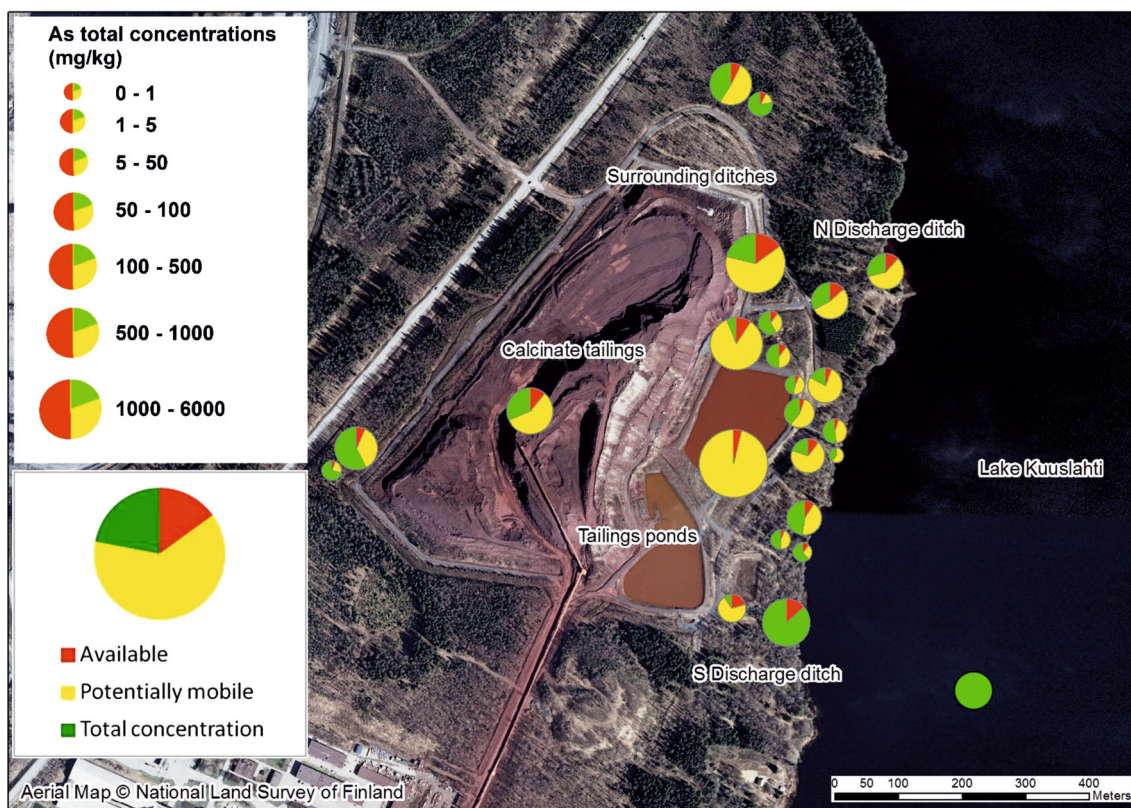 As total concentrations
(mg/kg)
0 - 1
1 - 5
5 - 50
50 - 100
100 - 500
500 - 1000
1000 - 6000
Available
Potentially mobile
Total concentration
Surrounding ditches
N Discharge ditch
Calcinate tailings
Lake Kuuslahti
Tailings ponds
S Discharge ditch
Aerial Map © National Land Survey of Finland
0 50 100 200 300 400
Meters